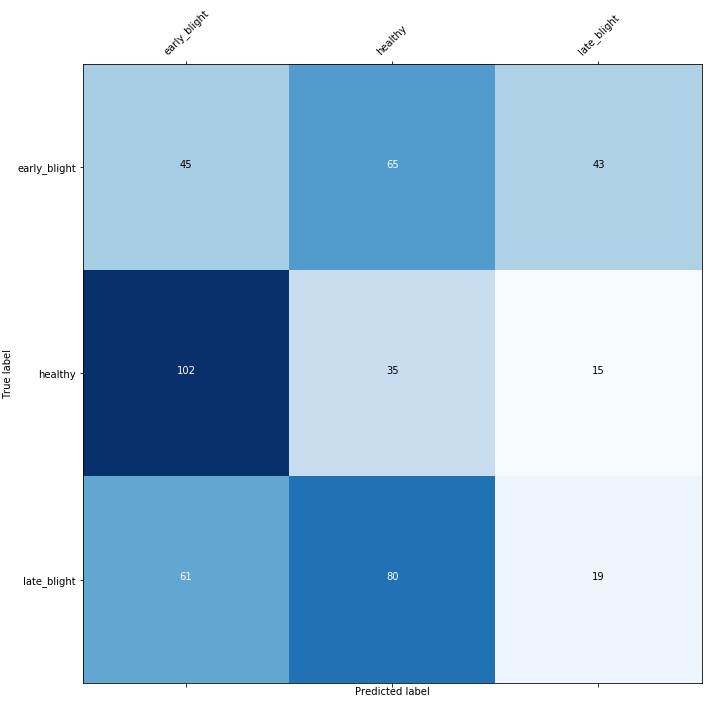 early_blight healthy late_blight
early_blight 45 65 43
True label
healthy 102 35 15
late_blight 61 80 19
Predicted label